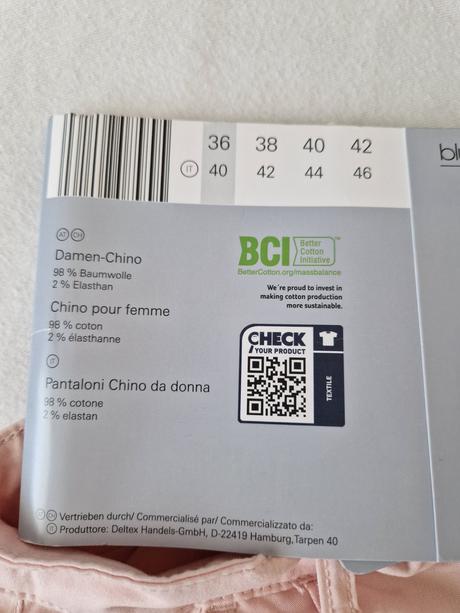 36 38 40 42
IT 40 42 44 46
AT CH
Damen-Chino
98 % Baumwolle
2 % Elasthan
Chino pour femme
98 % coton
2 % élasthanne
IT
Pantaloni Chino da donna
98 % cotone
2 % elastan
BCI Better
Cotton
Initiative
TM
BetterCotton.org/massbalance
We´re proud to invest in
making cotton production
more sustainable.
CHECK
YOUR PRODUCT
TEXTILE
CH Vertrieben durch/ Commercialisé par/ Commercializzato da:
IT Produttore: Deltex Handels-GmbH, D-22419 Hamburg,Tarpen 40